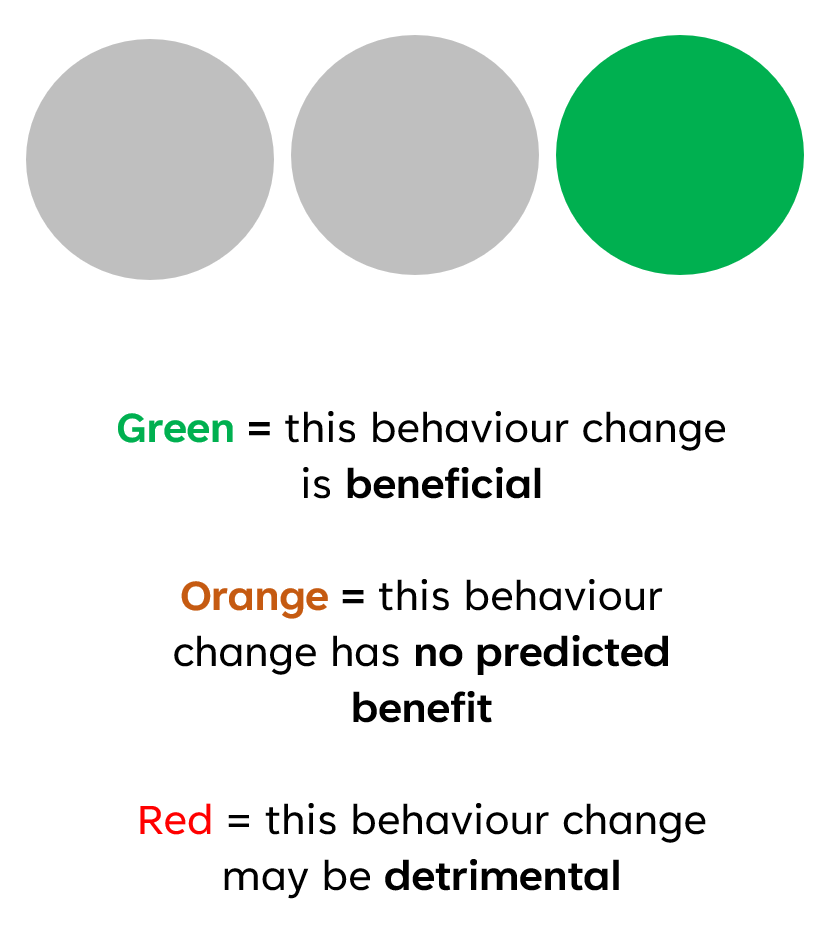 Green = this behaviour change
is beneficial
Orange = this behaviour
change has no predicted
benefit
Red = this behaviour change
may be detrimental